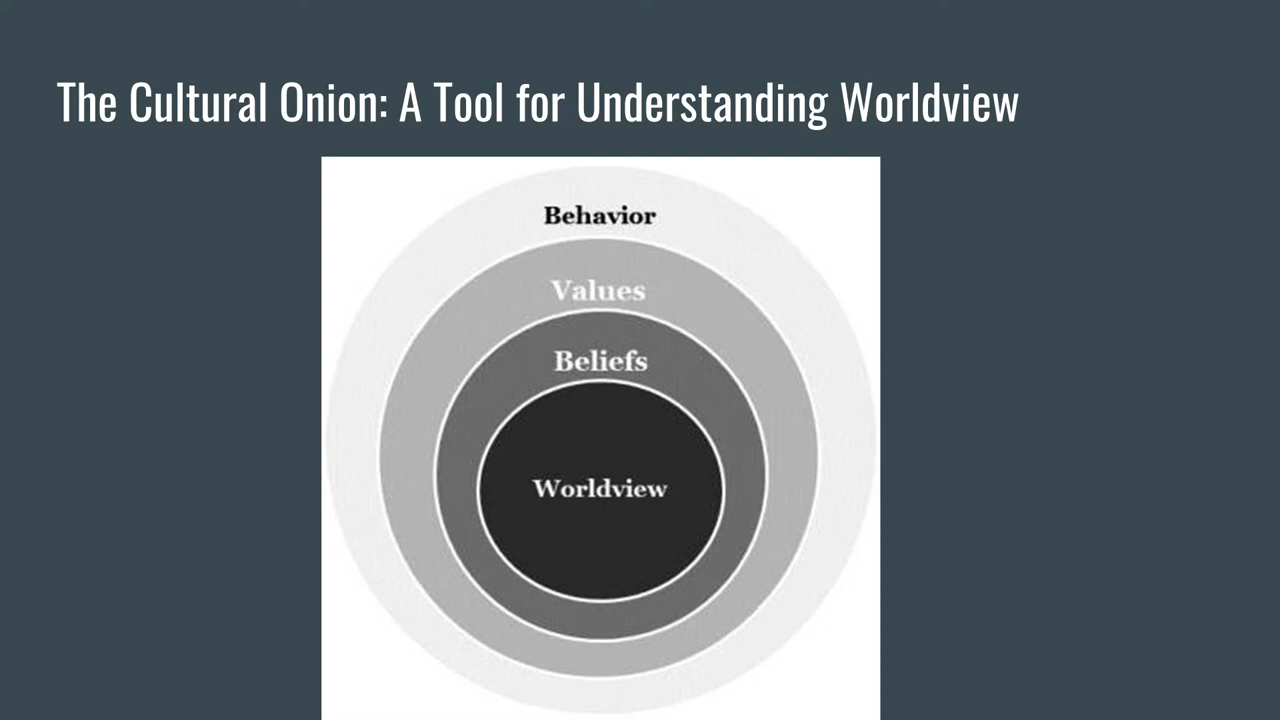 The Cultural Onion: A Tool for Understanding Worldview
Behavior
Values
Beliefs
Worldview